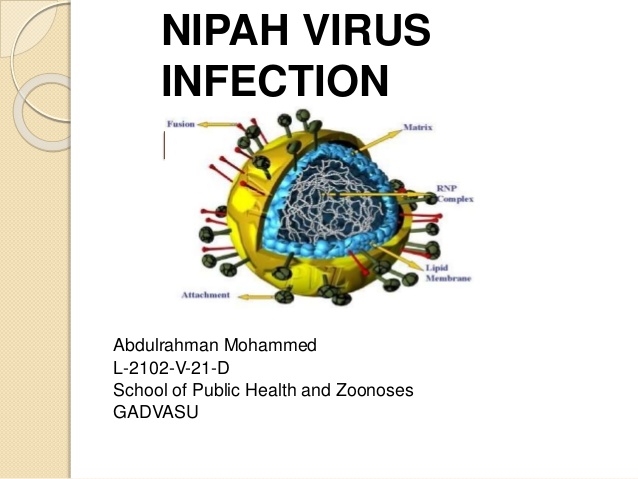 NIPAH VIRUS
INFECTION
Fusion
Matrix
RNP
Complex
Lipid
Membrane
Attachment
Abdulrahman Mohammed
L-2102-V-21-D
School of Public Health and Zoonoses
GADVASU